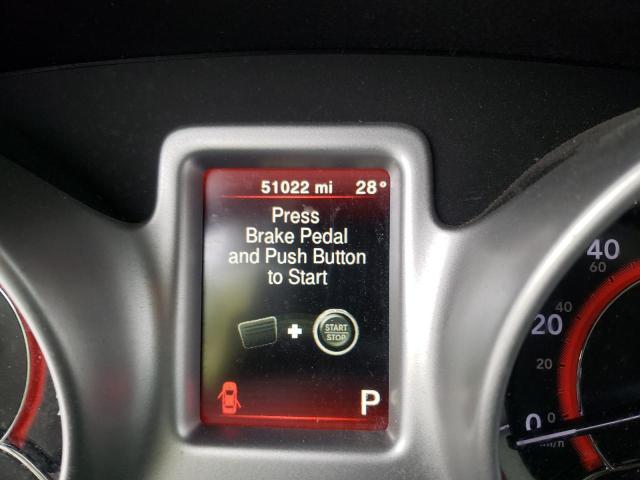 51022 mi 28°
Press
Brake Pedal
and Push Button
to Start
START
STOP
P
40
60
40
20
20
0
0